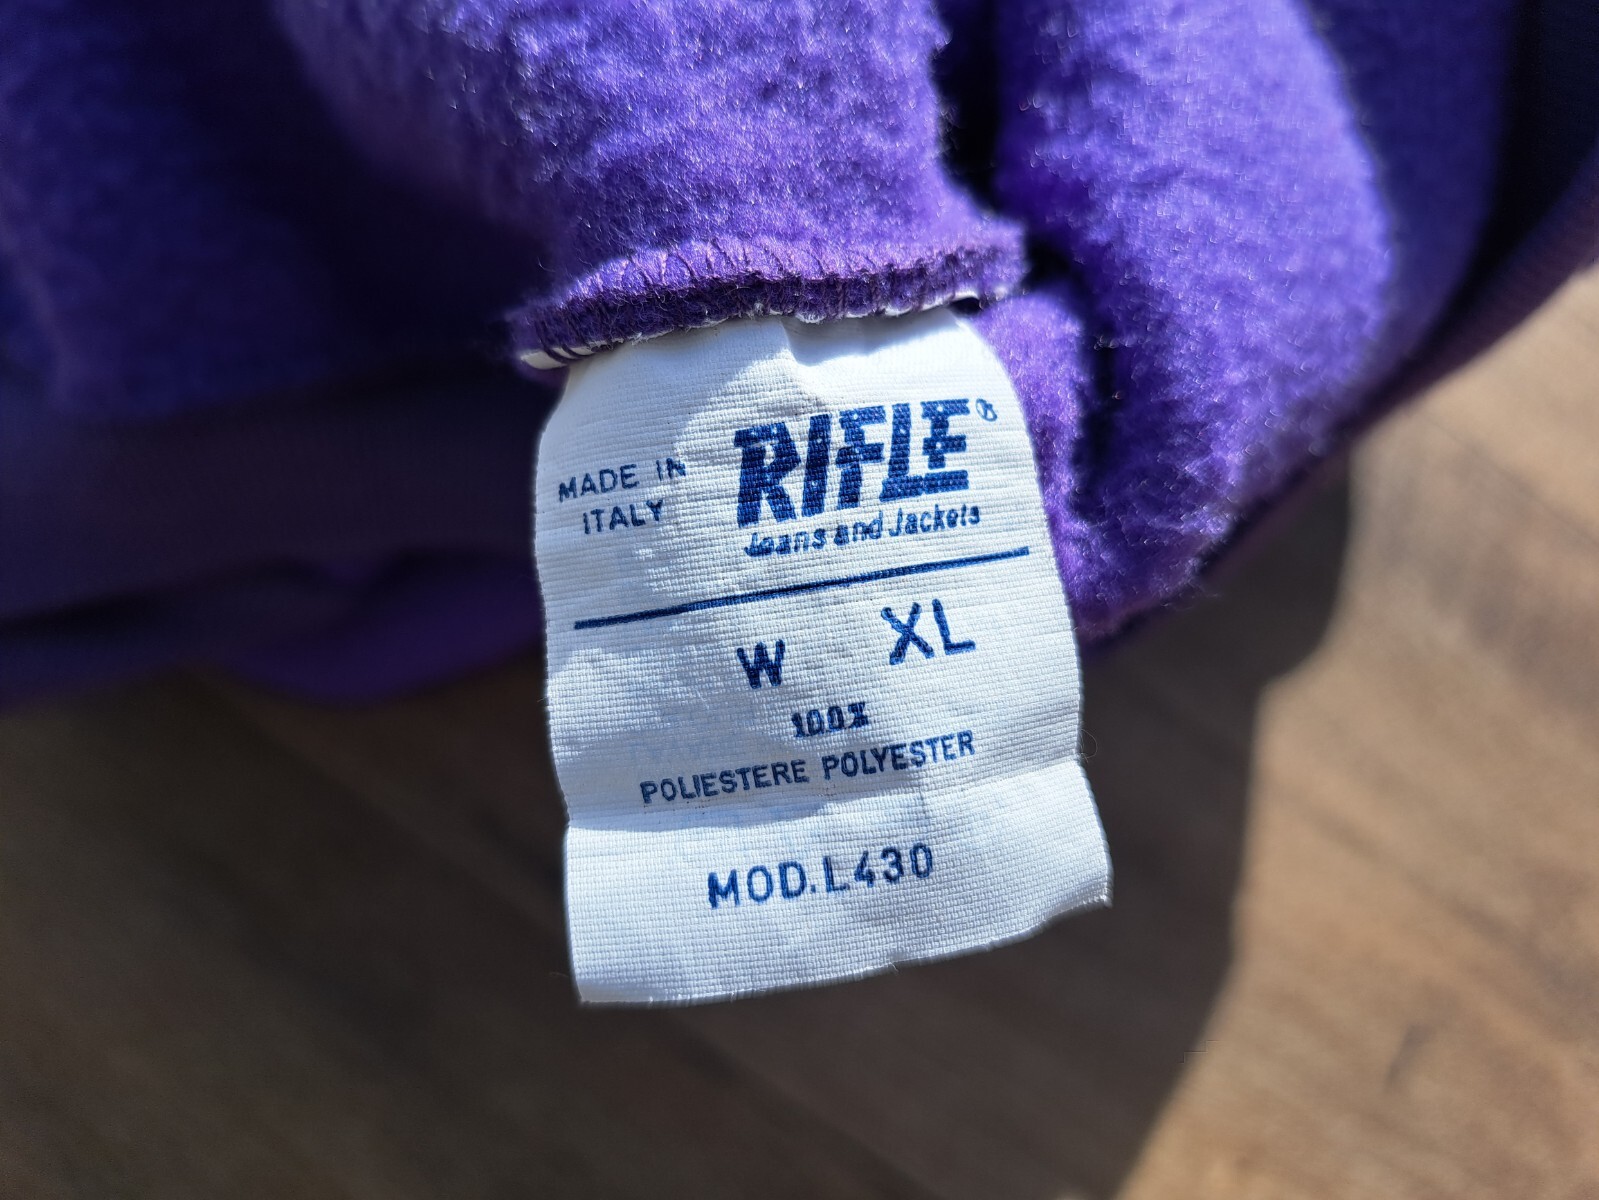 MADE IN
ITALY
RIFLE®
Jeans and Jackets
W XL
100%
POLIESTERE POLYESTER
MOD.L430